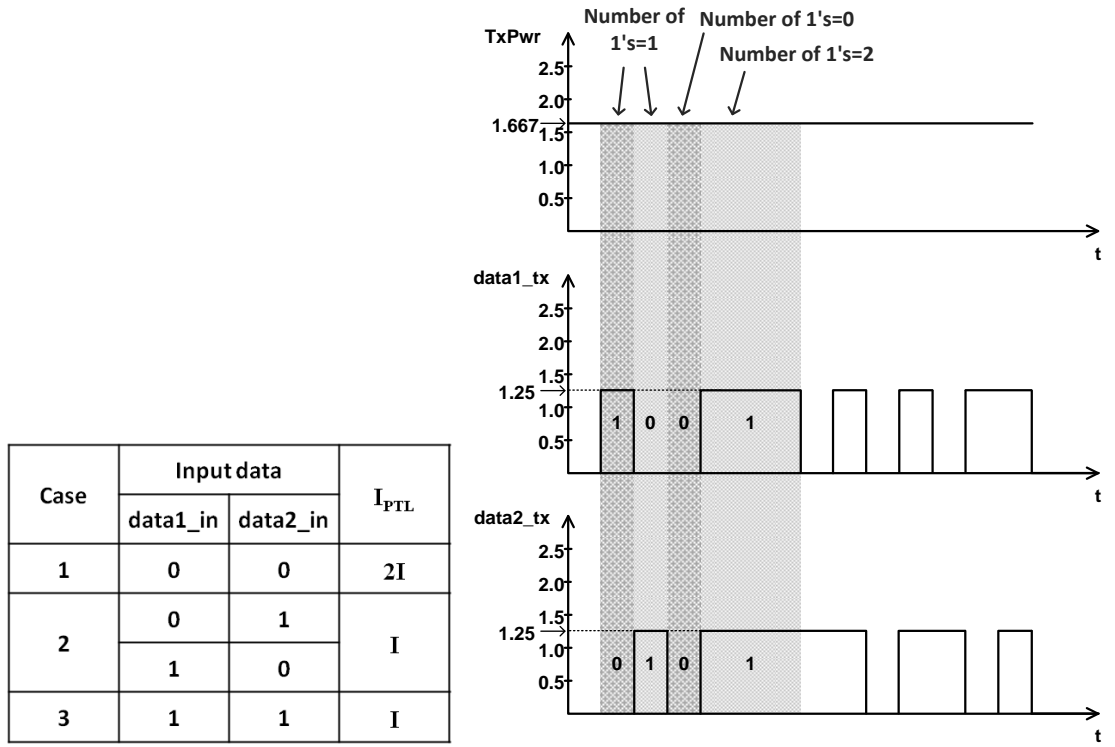 Number of
1's=1
Number of 1's=0
Number of 1's=2
TxPwr
2.5
2.0
1.667
1.5
1.0
0.5
t
data1_tx
2.5
2.0
1.5
1.25
1.0
0.5
1 0 0 1
t
data2_tx
2.5
2.0
1.5
1.25
1.0
0.5
0 1 0 1
t
Case Input data I_PTL
data1_in data2_in
1 0 0 2I
2 0 1 I
1 0
3 1 1 I